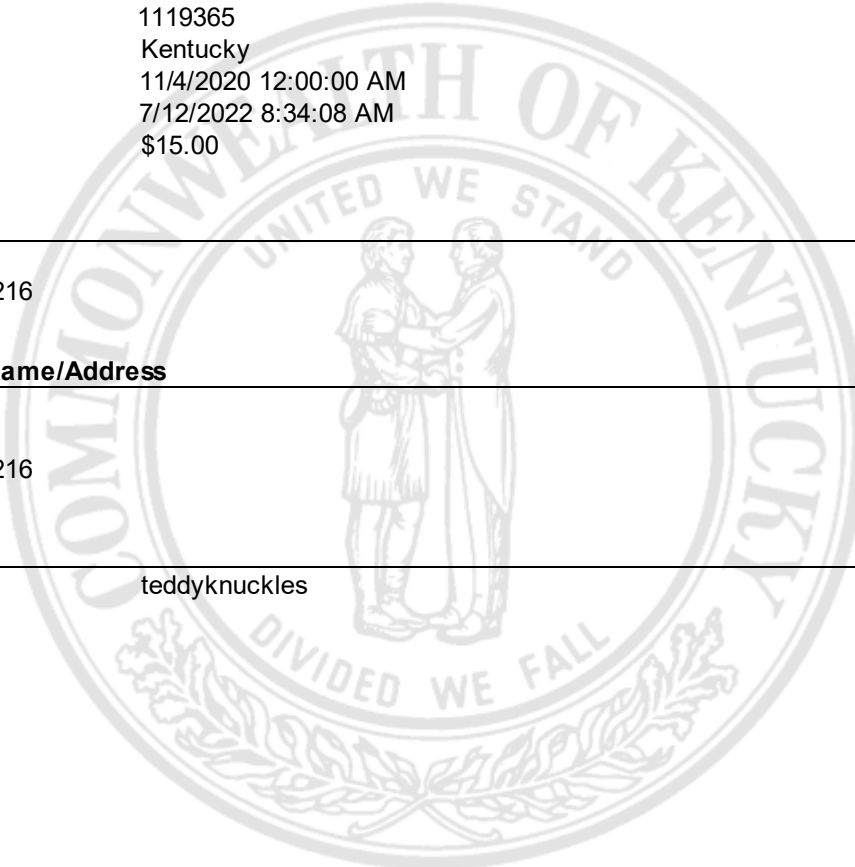 1119365
Kentucky
11/4/2020 12:00:00 AM
7/12/2022 8:34:08 AM
$15.00
COMMONWEALTH OF KENTUCKY
UNITED WE STAND
216
ame/Address
216
teddyknuckles
DIVIDED WE FALL